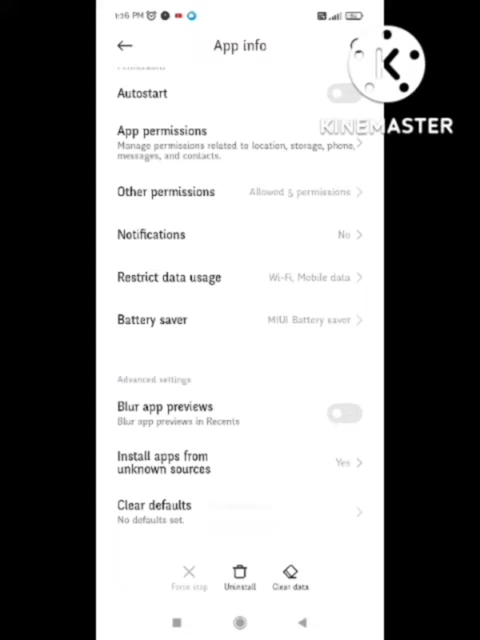 1:16 PM
App info
Autostart
App permissions
Manage permissions related to location, storage, phone,
messages, and contacts.
Other permissions Allowed 5 permissions
Notifications No
Restrict data usage Wi-Fi, Mobile data
Battery saver MIUI Battery saver
Advanced settings
Blur app previews
Blur app previews in Recents
Install apps from
unknown sources Yes
Clear defaults
No defaults set.
Force stop Uninstall Clear data
KINEMASTER